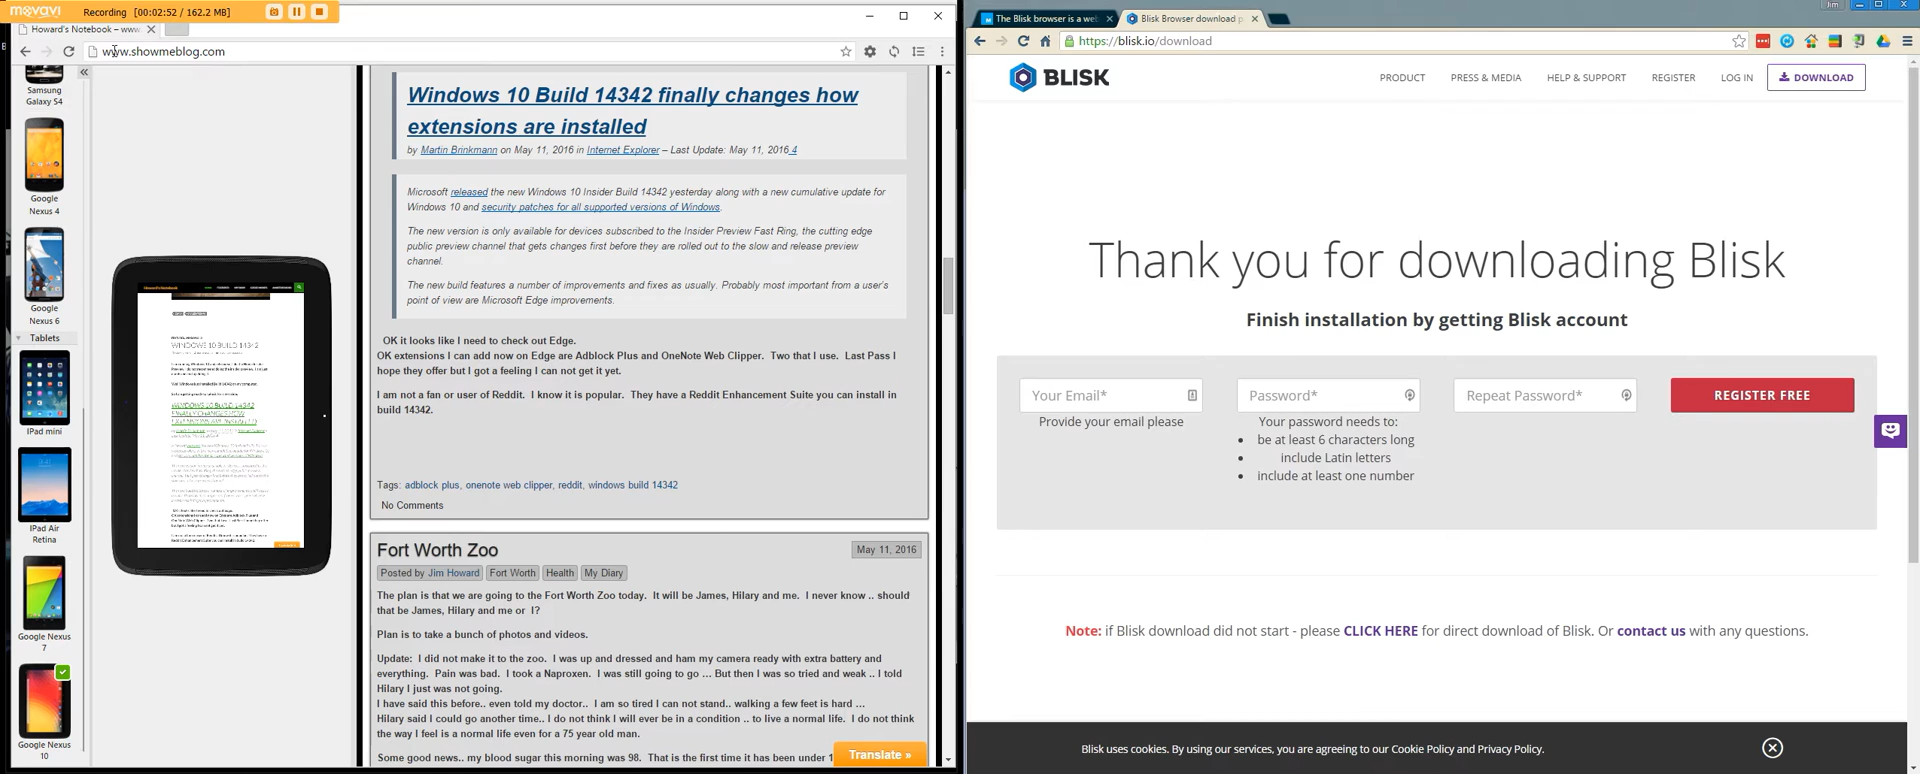 movavi
Recording [00:02:52 / 162.2 MB]
Howard's Notebook – www
www.showmeblog.com
Samsung
Galaxy S4
Google
Nexus 4
Google
Nexus 6
Tablets
IPad mini
IPad Air
Retina
Google Nexus
7
Google Nexus
10
WINDOWS 10 BUILD 14342
Windows 10 Build 14342 finally changes how
extensions are installed
by Martin Brinkmann on May 11, 2016 in Internet Explorer – Last Update: May 11, 2016 4
Microsoft released the new Windows 10 Insider Build 14342 yesterday along with a new cumulative update for
Windows 10 and security patches for all supported versions of Windows.
The new version is only available for devices subscribed to the Insider Preview Fast Ring, the cutting edge
public preview channel that gets changes first before they are rolled out to the slow and release preview
channel.
The new build features a number of improvements and fixes as usually. Probably most important from a user's
point of view are Microsoft Edge improvements.
OK it looks like I need to check out Edge.
OK extensions I can add now on Edge are Adblock Plus and OneNote Web Clipper. Two that I use. Last Pass I
hope they offer but I got a feeling I can not get it yet.
I am not a fan or user of Reddit. I know it is popular. They have a Reddit Enhancement Suite you can install in
build 14342.
Tags: adblock plus, onenote web clipper, reddit, windows build 14342
No Comments
Fort Worth Zoo
May 11, 2016
Posted by Jim Howard Fort Worth Health My Diary
The plan is that we are going to the Fort Worth Zoo today. It will be James, Hilary and me. I never know .. should
that be James, Hilary and me or I?
Plan is to take a bunch of photos and videos.
Update: I did not make it to the zoo. I was up and dressed and ham my camera ready with extra battery and
everything. Pain was bad. I took a Naproxen. I was still going to go ... But then I was so tried and weak .. I told
Hilary I just was not going.
I have said this before.. even told my doctor.. I am so tired I can not stand.. walking a few feet is hard ...
Hilary said I could go another time.. I do not think I will ever be in a condition .. to live a normal life. I do not think
the way I feel is a normal life even for a 75 year old man.
Some good news.. my blood sugar this morning was 98. That is the first time it has been under 1
Translate »
The Blisk browser is a we
Blisk Browser download p
Jim
https://blisk.io/download
BLISK
PRODUCT
PRESS & MEDIA
HELP & SUPPORT
REGISTER
LOG IN
DOWNLOAD
Thank you for downloading Blisk
Finish installation by getting Blisk account
Your Email*
Password*
Repeat Password*
REGISTER FREE
Provide your email please
Your password needs to:
be at least 6 characters long
include Latin letters
include at least one number
Note: if Blisk download did not start - please CLICK HERE for direct download of Blisk. Or contact us with any questions.
Blisk uses cookies. By using our services, you are agreeing to our Cookie Policy and Privacy Policy.